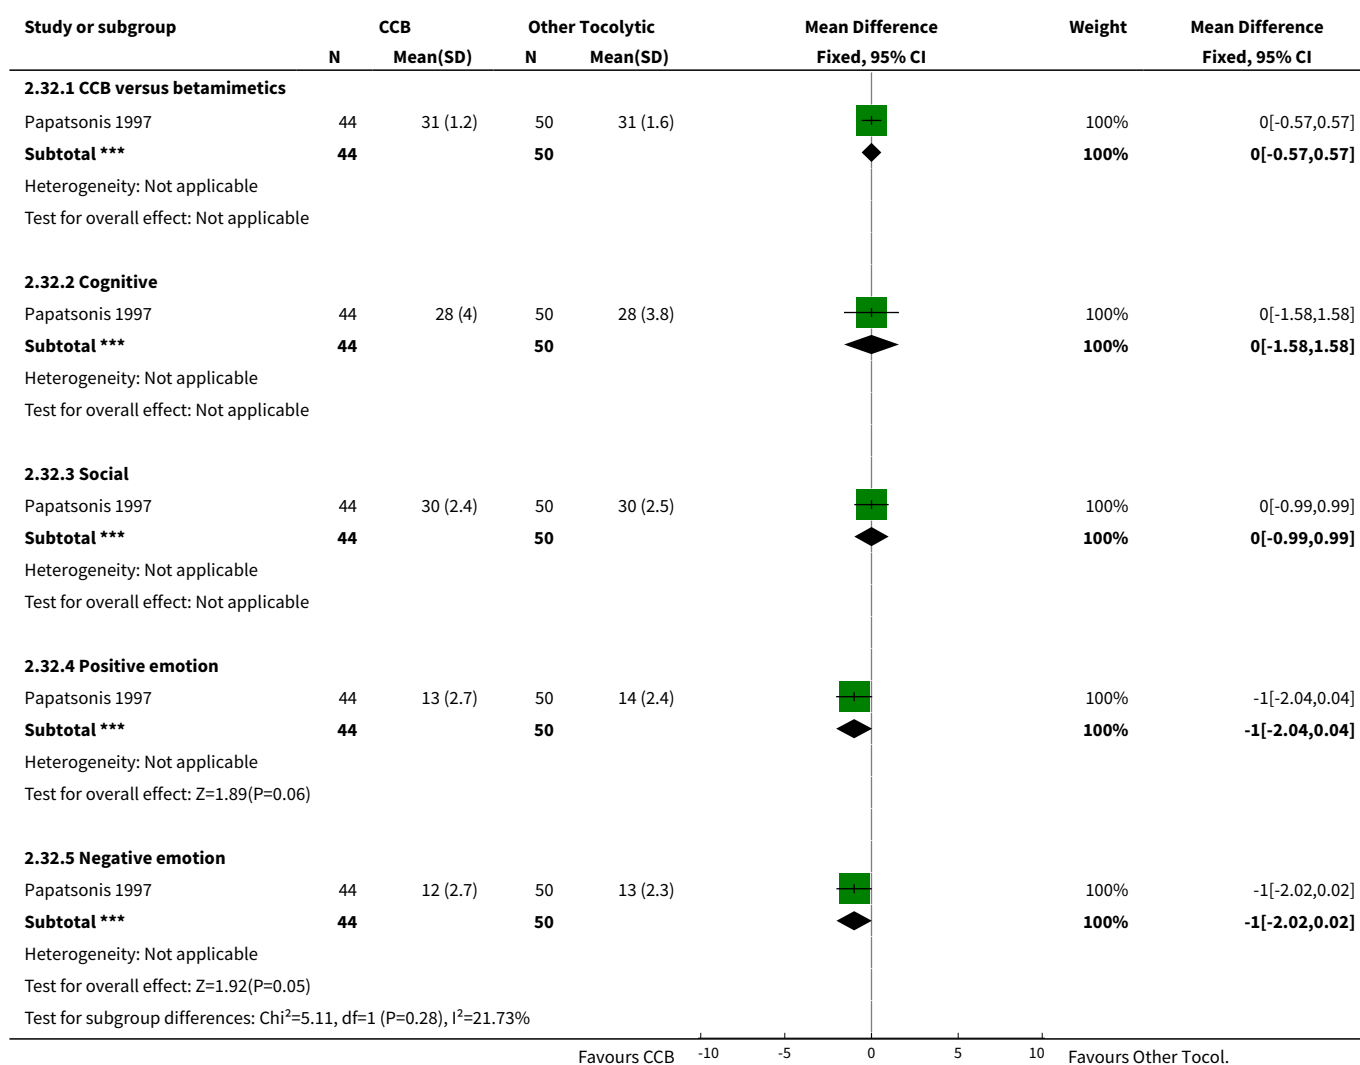 Study or subgroup CCB Other Tocolytic Mean Difference Weight Mean Difference
N Mean(SD) N Mean(SD) Fixed, 95% CI Fixed, 95% CI
2.32.1 CCB versus betamimetics
Papatsonis 1997 44 31 (1.2) 50 31 (1.6) 100% 0[-0.57,0.57]
Subtotal *** 44 50 100% 0[-0.57,0.57]
Heterogeneity: Not applicable
Test for overall effect: Not applicable
2.32.2 Cognitive
Papatsonis 1997 44 28 (4) 50 28 (3.8) 100% 0[-1.58,1.58]
Subtotal *** 44 50 100% 0[-1.58,1.58]
Heterogeneity: Not applicable
Test for overall effect: Not applicable
2.32.3 Social
Papatsonis 1997 44 30 (2.4) 50 30 (2.5) 100% 0[-0.99,0.99]
Subtotal *** 44 50 100% 0[-0.99,0.99]
Heterogeneity: Not applicable
Test for overall effect: Not applicable
2.32.4 Positive emotion
Papatsonis 1997 44 13 (2.7) 50 14 (2.4) 100% -1[-2.04,0.04]
Subtotal *** 44 50 100% -1[-2.04,0.04]
Heterogeneity: Not applicable
Test for overall effect: Z=1.89(P=0.06)
2.32.5 Negative emotion
Papatsonis 1997 44 12 (2.7) 50 13 (2.3) 100% -1[-2.02,0.02]
Subtotal *** 44 50 100% -1[-2.02,0.02]
Heterogeneity: Not applicable
Test for overall effect: Z=1.92(P=0.05)
Test for subgroup differences: Chi²=5.11, df=1 (P=0.28), I²=21.73%
Favours CCB -10 -5 0 5 10 Favours Other Tocol.